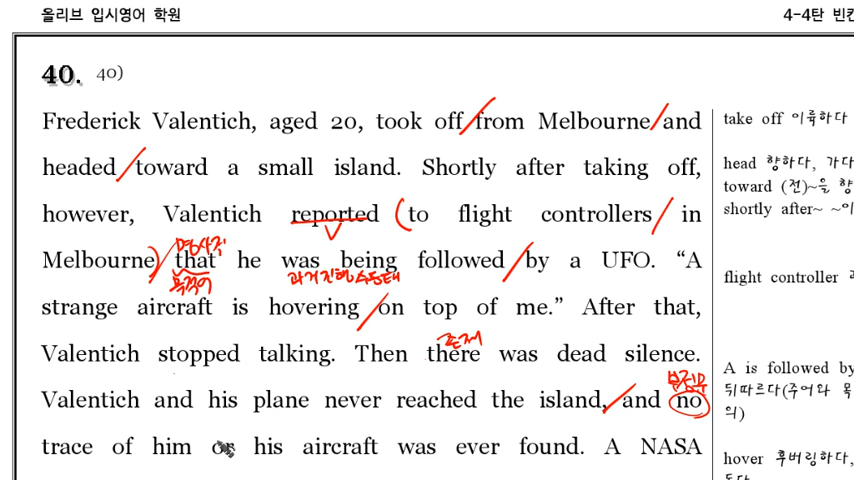 올리브 입시영어 학원
4-4탄 빈칸
40. 40)
Frederick Valentich, aged 20, took off from Melbourne and
headed toward a small island. Shortly after taking off,
however, Valentich reported (to flight controllers in
명사절
Melbourne) that he was being followed by a UFO. “A
목적어
과거진행 수동태
strange aircraft is hovering on top of me.” After that,
존재
Valentich stopped talking. Then there was dead silence.
부정문
Valentich and his plane never reached the island, and no
trace of him or his aircraft was ever found. A NASA
take off 이륙하다
head 향하다, 가다
toward (전)~을 향
shortly after~ ~이
flight controller
A is followed by
뒤따르다(주어와 목
의)
hover 후버링하다,